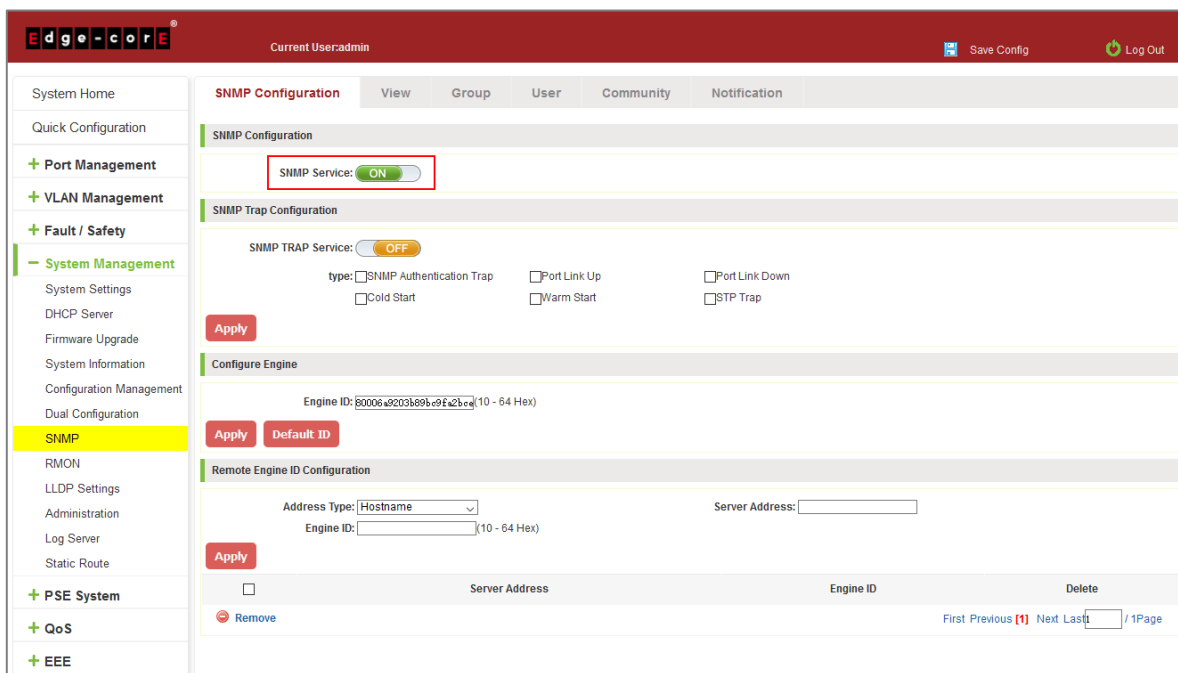 Edge-corE®
Current User:admin
Save Config
Log Out
System Home
Quick Configuration
+ Port Management
+ VLAN Management
+ Fault / Safety
− System Management
System Settings
DHCP Server
Firmware Upgrade
System Information
Configuration Management
Dual Configuration
SNMP
RMON
LLDP Settings
Administration
Log Server
Static Route
+ PSE System
+ QoS
+ EEE
SNMP Configuration View Group User Community Notification
SNMP Configuration
SNMP Service: ON
SNMP Trap Configuration
SNMP TRAP Service: OFF
type: SNMP Authentication Trap Port Link Up Port Link Down
Cold Start Warm Start STP Trap
Apply
Configure Engine
Engine ID: 80006a9203b89bc9fa2bce (10 - 64 Hex)
Apply Default ID
Remote Engine ID Configuration
Address Type: Hostname Server Address:
Engine ID: (10 - 64 Hex)
Apply
Server Address Engine ID Delete
Remove First Previous [1] Next Last 1 / 1Page